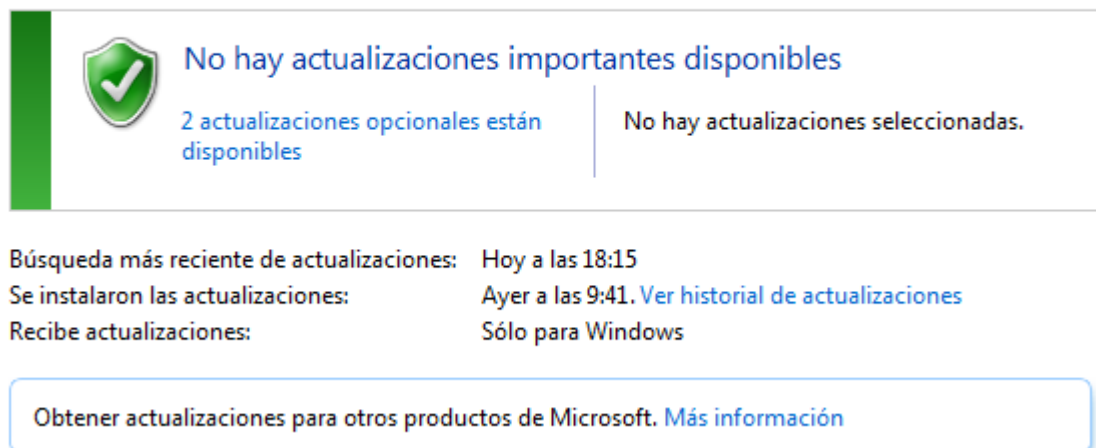 No hay actualizaciones importantes disponibles
2 actualizaciones opcionales están
disponibles
No hay actualizaciones seleccionadas.
Búsqueda más reciente de actualizaciones: Hoy a las 18:15
Se instalaron las actualizaciones: Ayer a las 9:41. Ver historial de actualizaciones
Recibe actualizaciones: Sólo para Windows
Obtener actualizaciones para otros productos de Microsoft. Más información